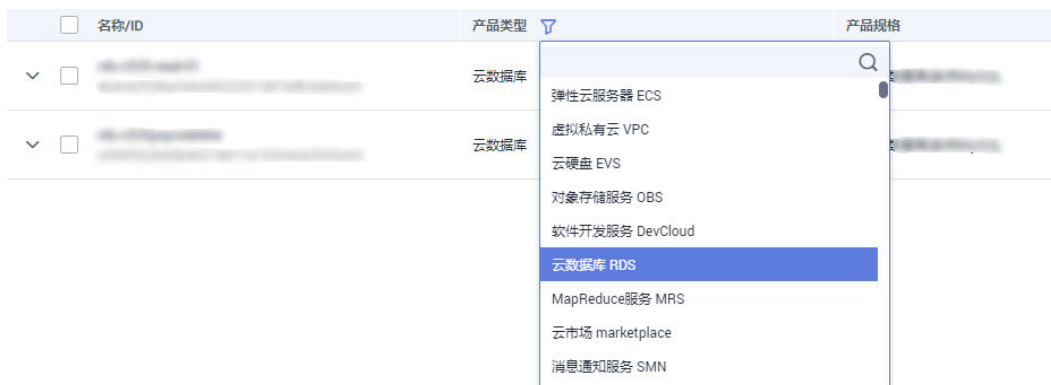 名称/ID 产品类型 产品规格
云数据库
弹性云服务器 ECS
虚拟私有云 VPC
云数据库
云硬盘 EVS
对象存储服务 OBS
软件开发服务 DevCloud
云数据库 RDS
MapReduce服务 MRS
云市场 marketplace
消息通知服务 SMN